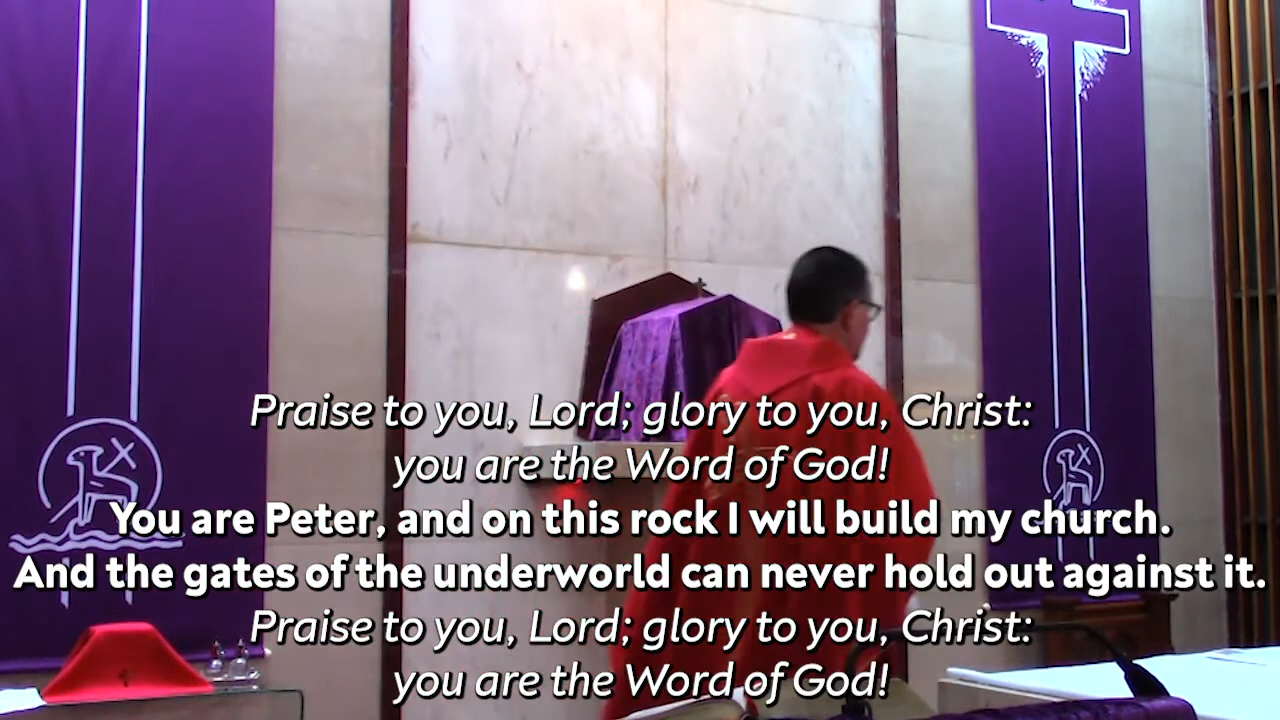 Praise to you, Lord; glory to you, Christ:
you are the Word of God!
You are Peter, and on this rock I will build my church.
And the gates of the underworld can never hold out against it.
Praise to you, Lord; glory to you, Christ:
you are the Word of God!